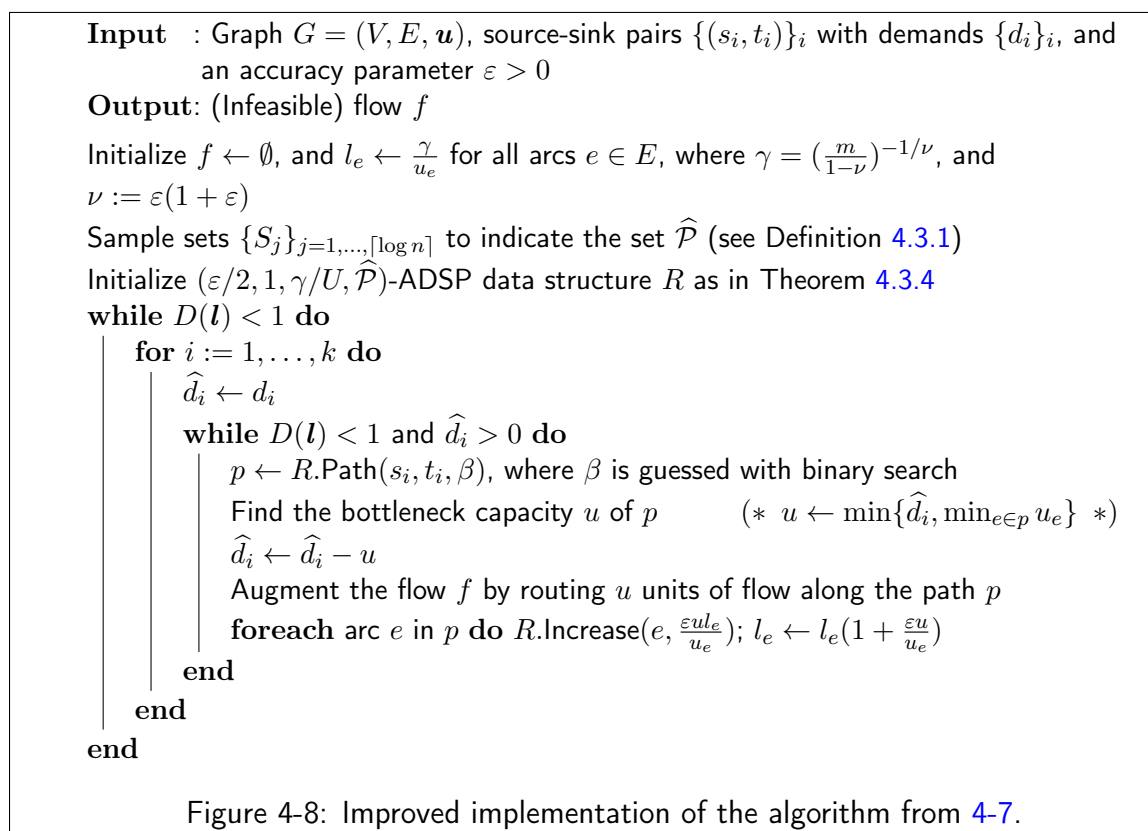 Input : Graph G = (V, E, u), source-sink pairs {(s_i, t_i)}_i with demands {d_i}_i, and
an accuracy parameter ε > 0
Output: (Infeasible) flow f
Initialize f ← ∅, and l_e ← γ/u_e for all arcs e ∈ E, where γ = (m/(1−ν))^{−1/ν}, and
ν := ε(1 + ε)
Sample sets {S_j}_{j=1,...,⌈log n⌉} to indicate the set P̂ (see Definition 4.3.1)
Initialize (ε/2, 1, γ/U, P̂)-ADSP data structure R as in Theorem 4.3.4
while D(l) < 1 do
for i := 1, . . . , k do
d̂_i ← d_i
while D(l) < 1 and d̂_i > 0 do
p ← R.Path(s_i, t_i, β), where β is guessed with binary search
Find the bottleneck capacity u of p (∗ u ← min{d̂_i, min_{e∈p} u_e} ∗)
d̂_i ← d̂_i − u
Augment the flow f by routing u units of flow along the path p
foreach arc e in p do R.Increase(e, εul_e/u_e); l_e ← l_e(1 + εu/u_e)
end
end
end
Figure 4-8: Improved implementation of the algorithm from 4-7.